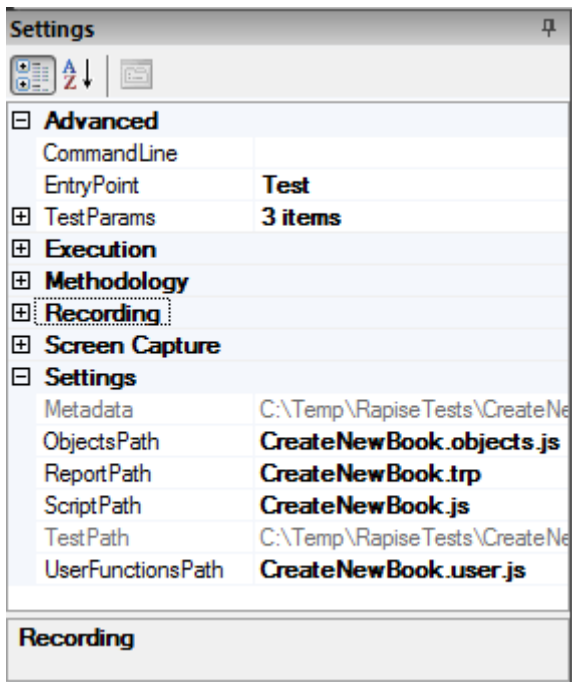 Settings
Advanced
CommandLine
EntryPoint Test
TestParams 3 items
Execution
Methodology
Recording
Screen Capture
Settings
Metadata C:\Temp\RapiseTests\CreateNe
ObjectsPath CreateNewBook.objects.js
ReportPath CreateNewBook.trp
ScriptPath CreateNewBook.js
TestPath C:\Temp\RapiseTests\CreateNe
UserFunctionsPath CreateNewBook.user.js
Recording